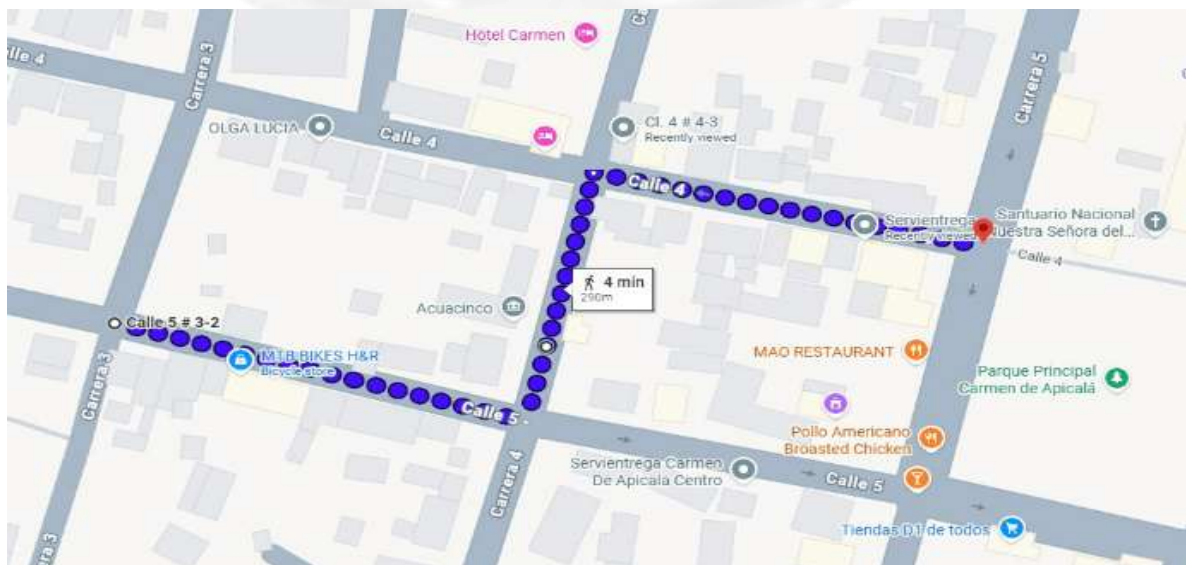 Hotel Carmen
lle 4
Carrera 3
Carrera 5
OLGA LUCIA
Calle 4
Cl. 4 # 4-3
Recently viewed
Calle 4
Servientrega
Recently viewed
Santuario Nacional
Nuestra Señora del...
Calle 4
4 min
290m
Acuacinco
Calle 5 # 3-2
MTB BIKES H&R
Bicycle store
MAO RESTAURANT
Carrera 3
Parque Principal
Carmen de Apicalá
Calle 5
Pollo Americano
Broasted Chicken
Servientrega Carmen
De Apicala Centro
Carrera 4
Calle 5
Tiendas D1 de todos
ra 3